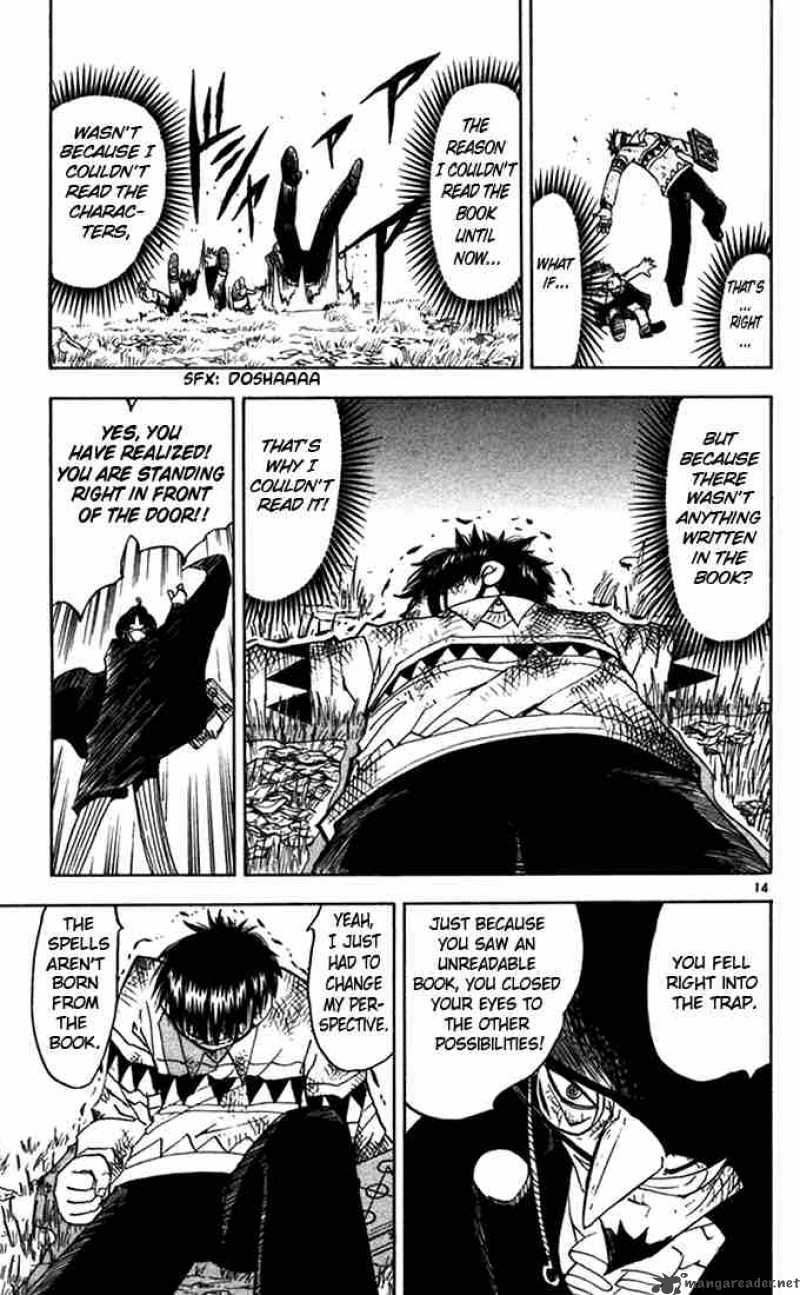 THAT'S
...
RIGHT
...
WHAT
IF...
THE
REASON
I COULDN'T
READ THE
BOOK
UNTIL
NOW...
WASN'T
BECAUSE I
COULDN'T
READ THE
CHARAC-
TERS,
SFX: DOSHAAAA
BUT
BECAUSE
THERE
WASN'T
ANYTHING
WRITTEN
IN THE
BOOK?
THAT'S
WHY I
COULDN'T
READ IT!
YES, YOU
HAVE REALIZED!
YOU ARE STANDING
RIGHT IN FRONT
OF THE DOOR!!
14
YOU FELL
RIGHT INTO
THE TRAP.
JUST BECAUSE
YOU SAW AN
UNREADABLE
BOOK, YOU CLOSED
YOUR EYES TO
THE OTHER
POSSIBILITIES!
YEAH,
I JUST
HAD TO
CHANGE
MY PER-
SPECTIVE.
THE
SPELLS
AREN'T
BORN
FROM
THE
BOOK.
mangareader.net